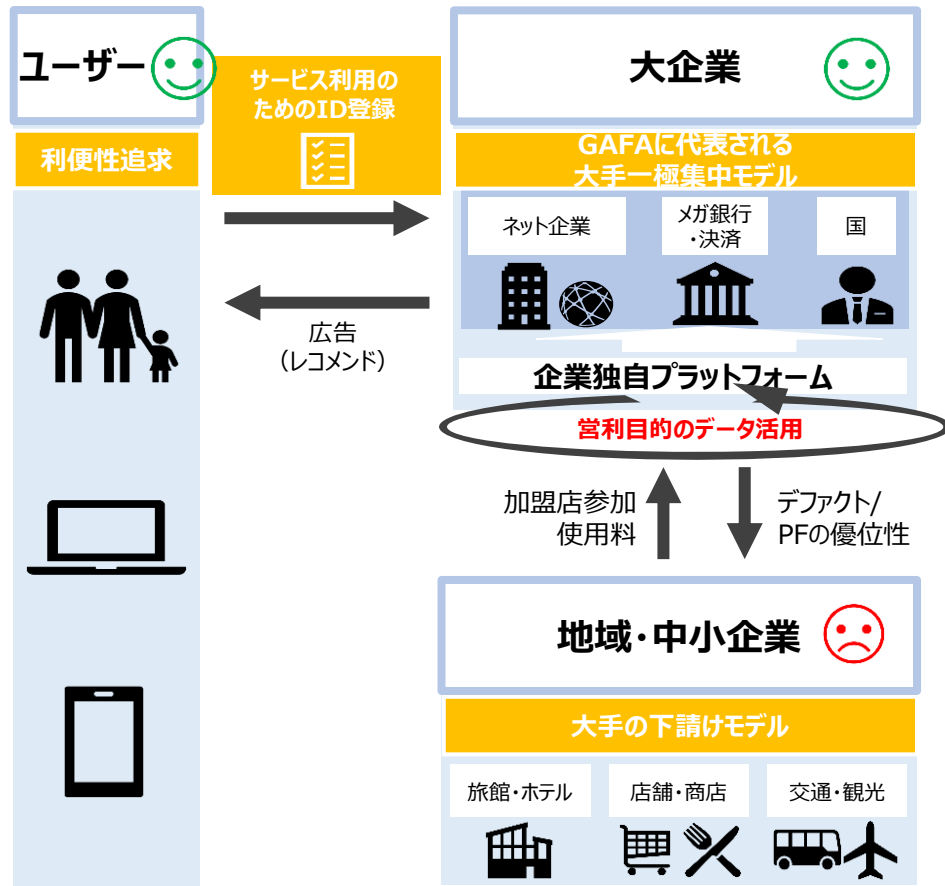 ユーザー
利便性追求
サービス利用の
ためのID登録
広告
(レコメンド)
大企業
GAFAに代表される
大手一極集中モデル
ネット企業
メガ銀行
・決済
国
企業独自プラットフォーム
営利目的のデータ活用
加盟店参加
使用料
デファクト/
PFの優位性
地域・中小企業
大手の下請けモデル
旅館・ホテル
店舗・商店
交通・観光